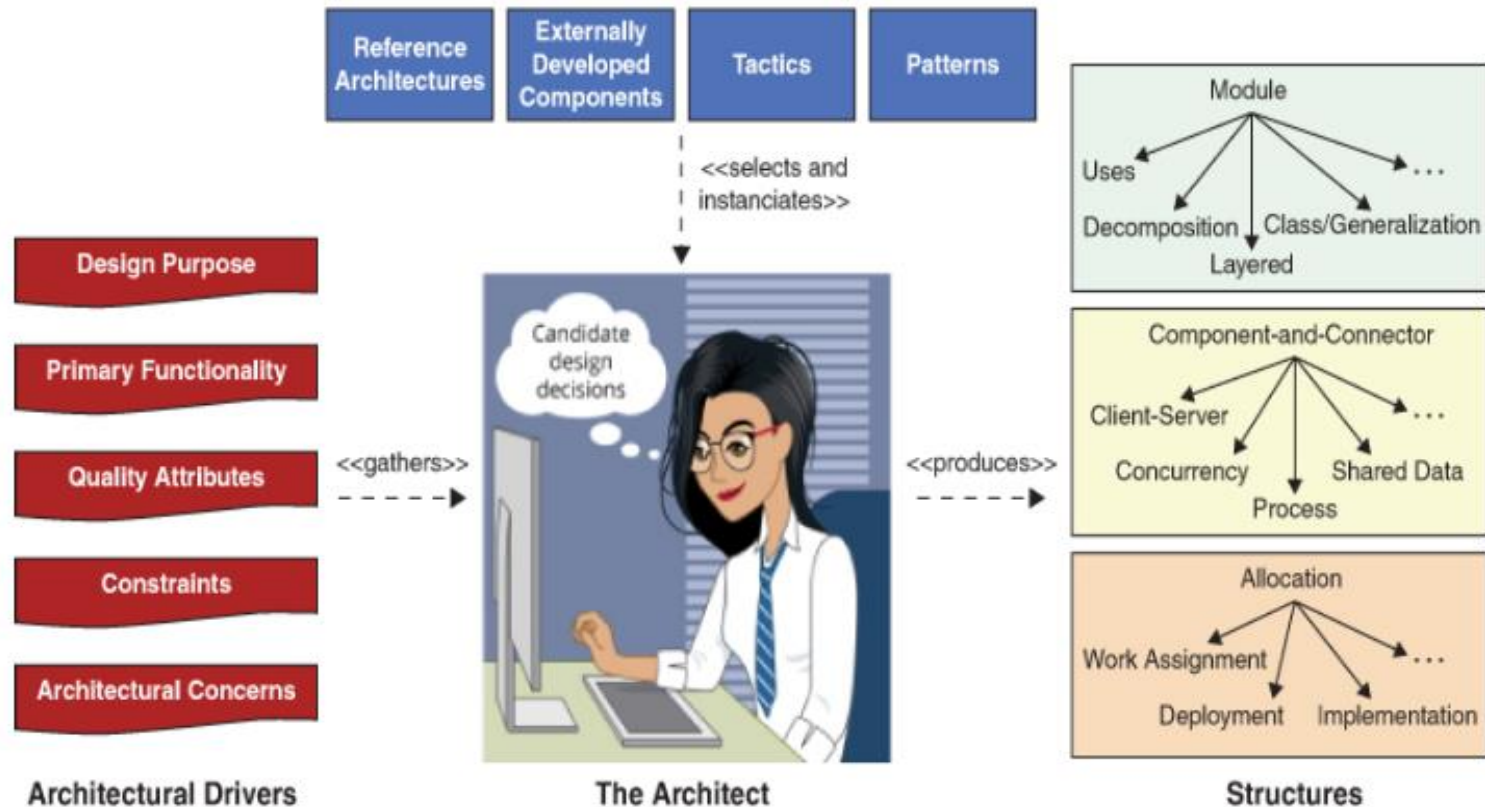 Reference
Architectures
Externally
Developed
Components
Tactics
Patterns
<<selects and
instanciates>>
Design Purpose
Primary Functionality
Quality Attributes
Constraints
Architectural Concerns
Architectural Drivers
<<gathers>>
Candidate
design
decisions
The Architect
<<produces>>
Module
Uses
...
Decomposition
Class/Generalization
Layered
Component-and-Connector
Client-Server
...
Concurrency
Shared Data
Process
Allocation
Work Assignment
...
Deployment
Implementation
Structures